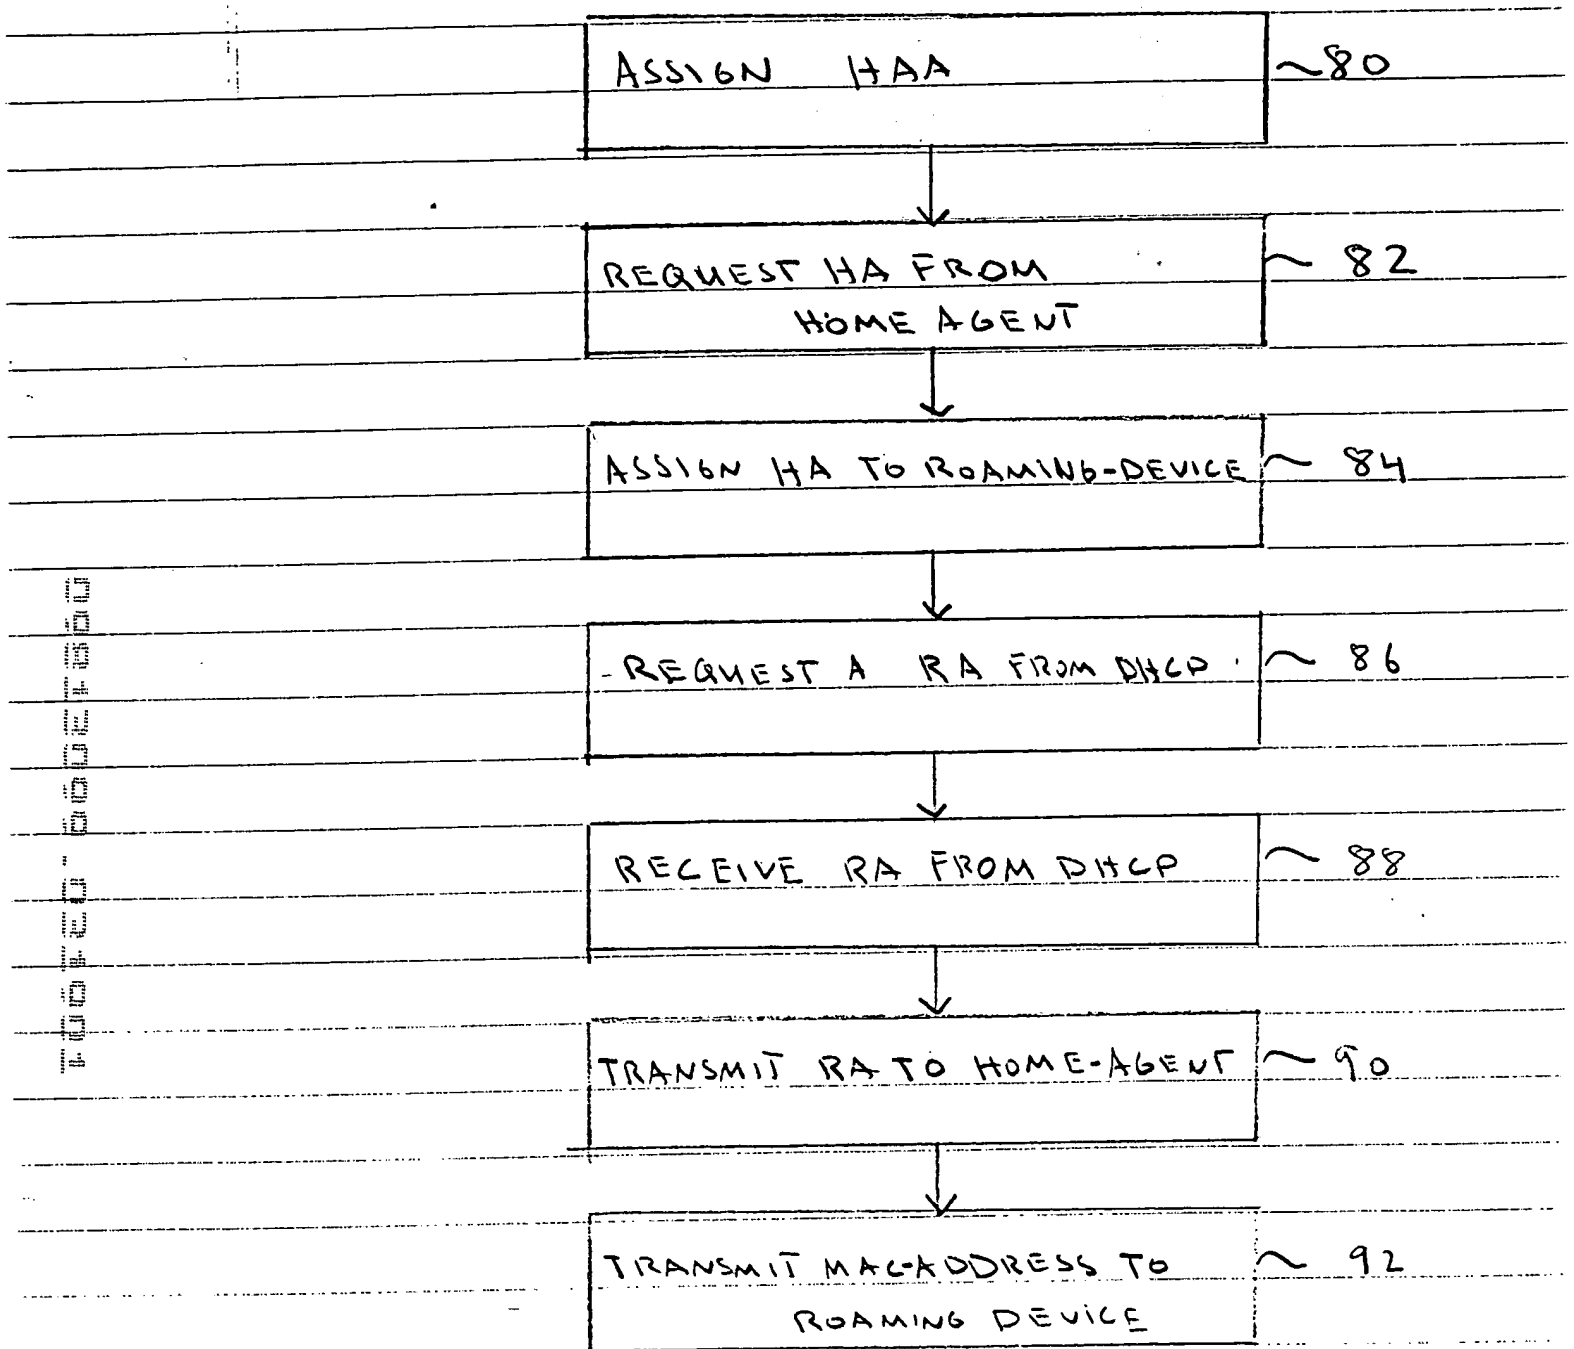 ASSIGN HAA ~80
REQUEST HA FROM ~ 82
HOME AGENT
ASSIGN HA TO ROAMING-DEVICE ~ 84
REQUEST A RA FROM DHCP ~ 86
RECEIVE RA FROM DHCP ~ 88
TRANSMIT RA TO HOME-AGENT ~ 90
TRANSMIT MAC-ADDRESS TO ~ 92
ROAMING DEVICE